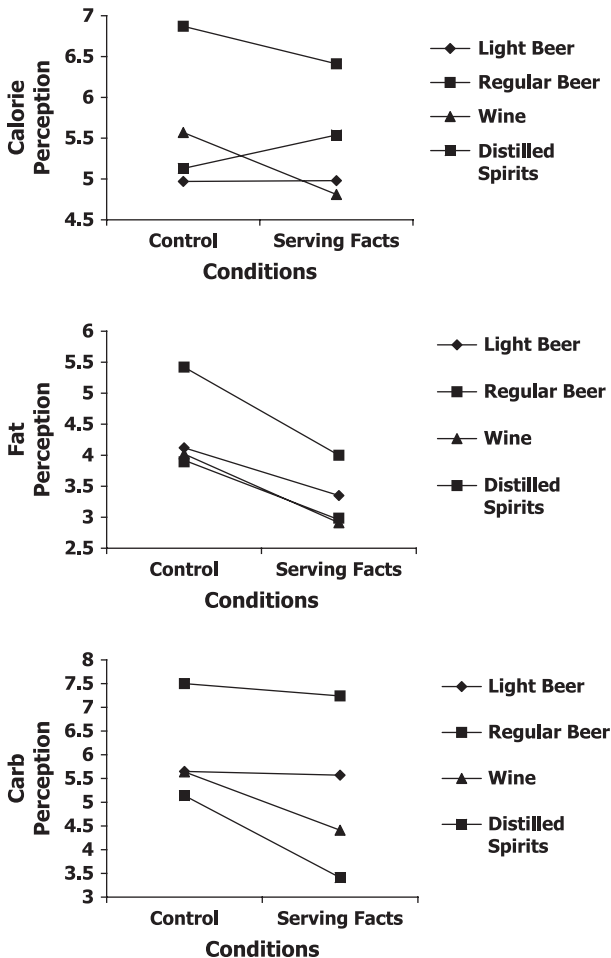 7
6.5
6
5.5
5
4.5
Calorie
Perception
Control
Serving Facts
Conditions
Light Beer
Regular Beer
Wine
Distilled
Spirits
6
5.5
5
4.5
4
3.5
3
2.5
Fat
Perception
Control
Serving Facts
Conditions
Light Beer
Regular Beer
Wine
Distilled
Spirits
8
7.5
7
6.5
6
5.5
5
4.5
4
3.5
3
Carb
Perception
Control
Serving Facts
Conditions
Light Beer
Regular Beer
Wine
Distilled
Spirits